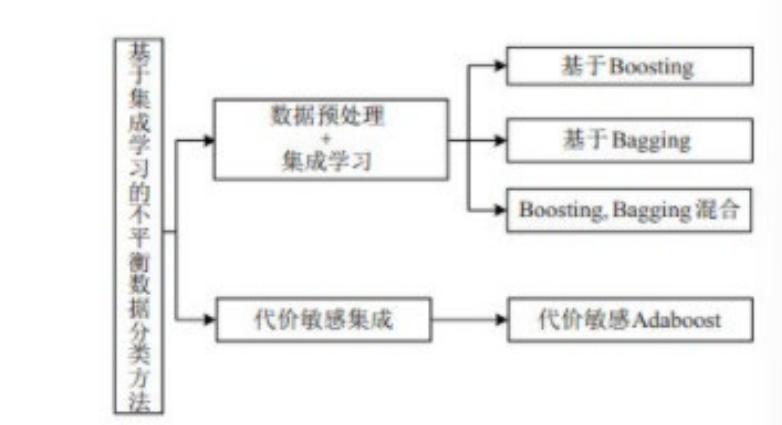 基于集成学习的不平衡数据分类方法
数据预处理
+
集成学习
基于Boosting
基于Bagging
Boosting, Bagging混合
代价敏感集成
代价敏感Adaboost